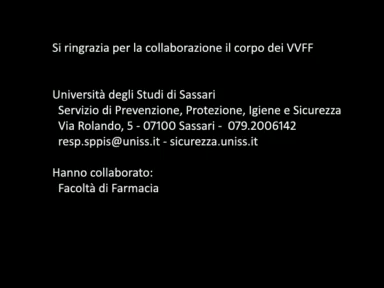 Si ringrazia per la collaborazione il corpo dei VVFF
Università degli Studi di Sassari
Servizio di Prevenzione, Protezione, Igiene e Sicurezza
Via Rolando, 5 - 07100 Sassari - 079.2006142
resp.sppis@uniss.it - sicurezza.uniss.it
Hanno collaborato:
Facoltà di Farmacia